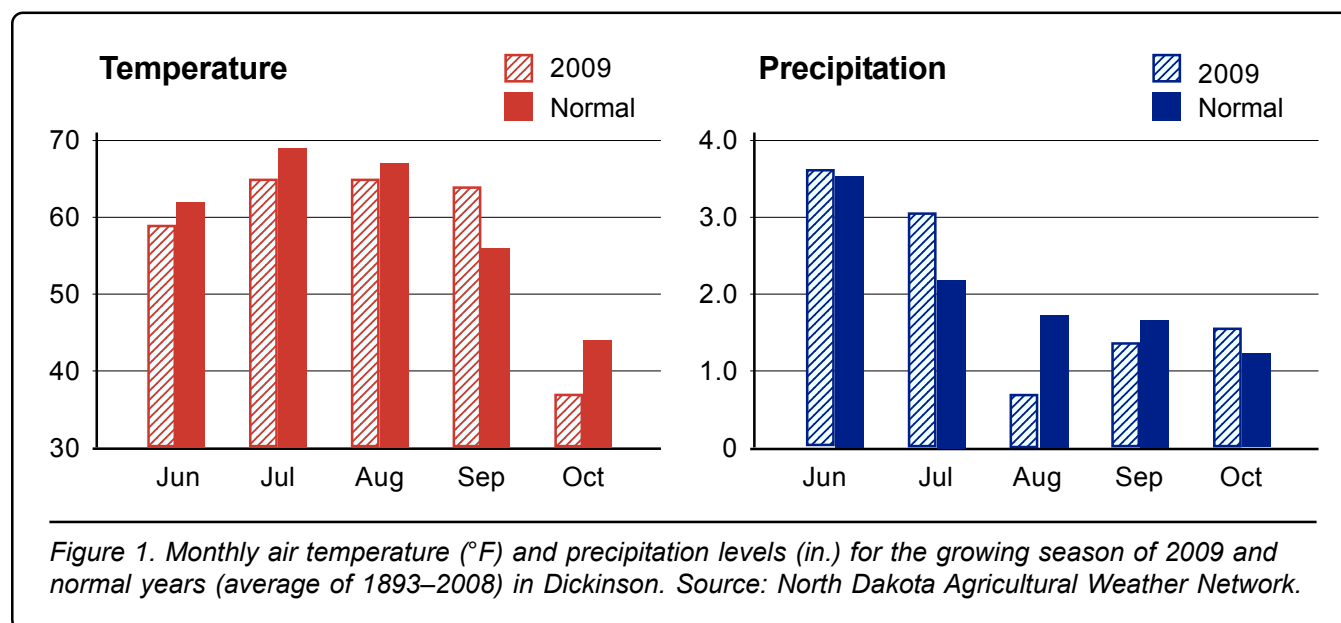 Temperature
2009
Normal
70
60
50
40
30
Jun Jul Aug Sep Oct
Precipitation
2009
Normal
4.0
3.0
2.0
1.0
0
Jun Jul Aug Sep Oct
Figure 1. Monthly air temperature (°F) and precipitation levels (in.) for the growing season of 2009 and
normal years (average of 1893–2008) in Dickinson. Source: North Dakota Agricultural Weather Network.